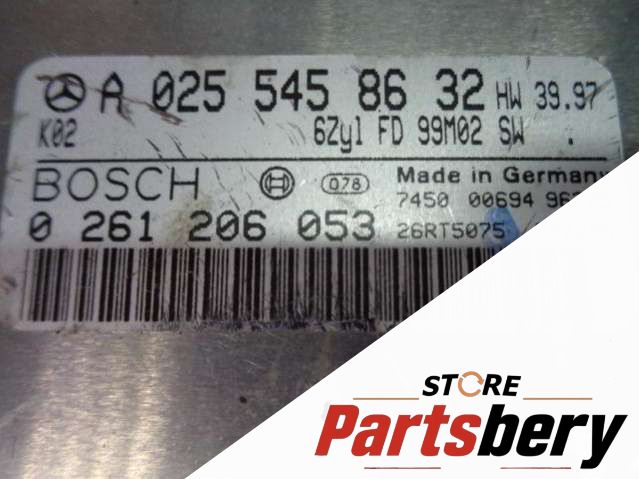 A 025 545 86 32 HW 39.97
K02 6Zyl FD 99M02 SW .
BOSCH 078 Made in Germany
7450 00694
0 261 206 053 26RT5075
STORE
Partsbery